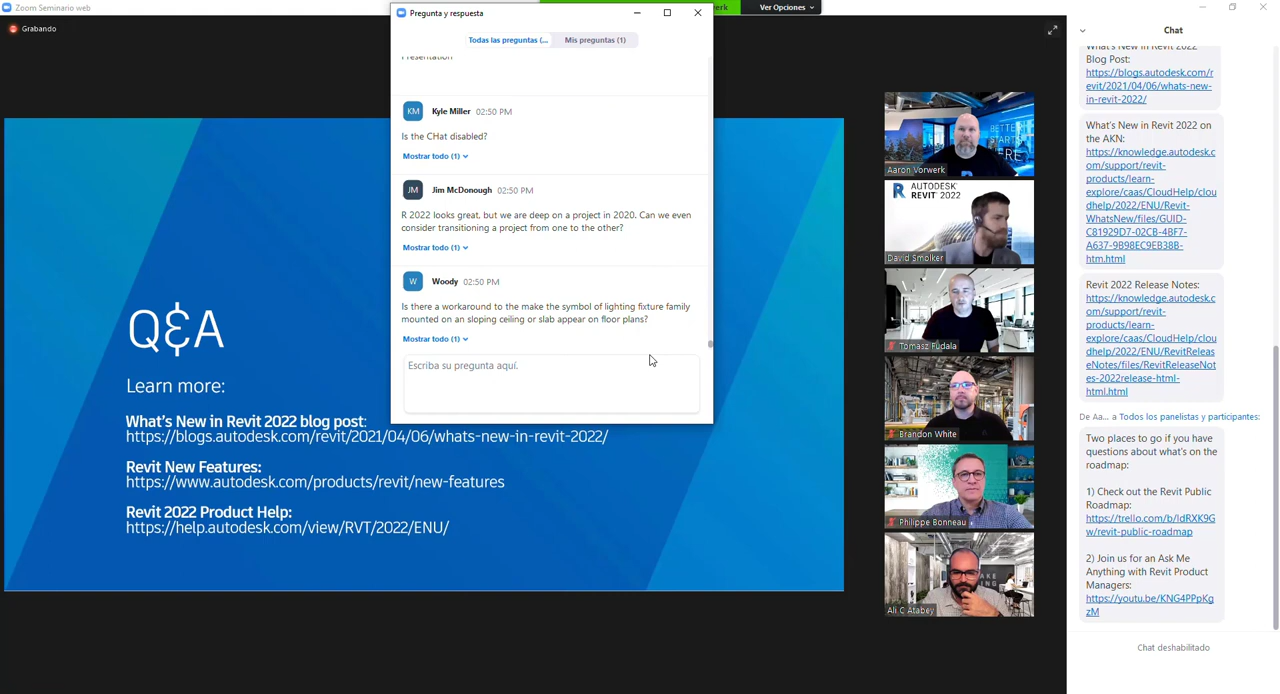 Zoom Seminario web
Grabando
Ver Opciones
Pregunta y respuesta
Todas las preguntas (...
Mis preguntas (1)
Presentation
KM Kyle Miller 02:50 PM
Is the CHat disabled?
Mostrar todo (1)
JM Jim McDonough 02:50 PM
R 2022 looks great, but we are deep on a project in 2020. Can we even
consider transitioning a project from one to the other?
Mostrar todo (1)
W Woody 02:50 PM
Is there a workaround to the make the symbol of lighting fixture family
mounted on an sloping ceiling or slab appear on floor plans?
Mostrar todo (1)
Escriba su pregunta aquí.
Q&A
Learn more:
What's New in Revit 2022 blog post:
https://blogs.autodesk.com/revit/2021/04/06/whats-new-in-revit-2022/
Revit New Features:
https://www.autodesk.com/products/revit/new-features
Revit 2022 Product Help:
https://help.autodesk.com/view/RVT/2022/ENU/
BETTER
STARTS
HERE
Aaron Vorwerk
AUTODESK
REVIT 2022
David Smolker
Tomasz Fudala
Brandon White
Philippe Bonneau
Ali C Atabey
Chat
What's New in Revit 2022
Blog Post:
https://blogs.autodesk.com/r
evit/2021/04/06/whats-new-
in-revit-2022/
What's New in Revit 2022 on
the AKN:
https://knowledge.autodesk.c
om/support/revit-
products/learn-
explore/caas/CloudHelp/clou
dhelp/2022/ENU/Revit-
WhatsNew/files/GUID-
C81929D7-02CB-4BF7-
A637-9B98EC9EB38B-
htm.html
Revit 2022 Release Notes:
https://knowledge.autodesk.c
om/support/revit-
products/learn-
explore/caas/CloudHelp/clou
dhelp/2022/ENU/RevitReleas
eNotes/files/RevitReleaseNot
es-2022release-html-
html.html
De Aa... a Todos los panelistas y participantes:
Two places to go if you have
questions about what's on the
roadmap:
1) Check out the Revit Public
Roadmap:
https://trello.com/b/ldRXK9G
w/revit-public-roadmap
2) Join us for an Ask Me
Anything with Revit Product
Managers:
https://youtu.be/KNG4PPpKg
zM
Chat deshabilitado